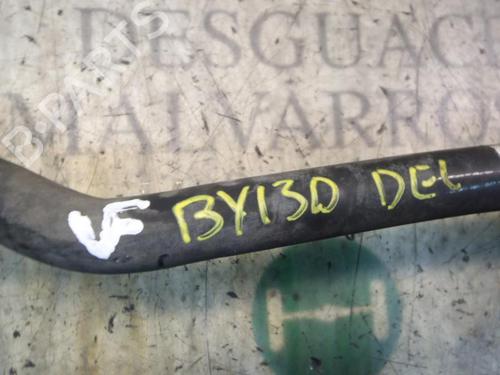 DESGUACE
MALVARRO
B-PARTS
VF BY13D DEL